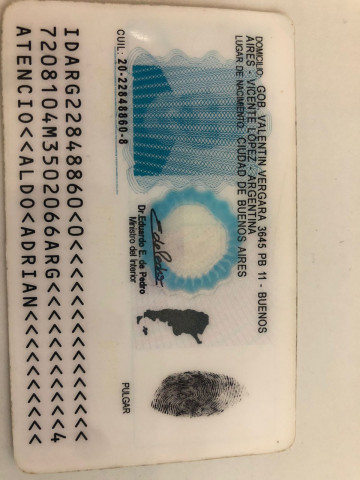 DOMICILIO: GOB. VALENTIN VERGARA 3645 PB 11 - BUENOS
AIRES - VICENTE LOPEZ - ARGENTINA
LUGAR DE NACIMIENTO: CIUDAD DE BUENOS AIRES
CUIL: 20-22848860-8
Dr. Eduardo E. de Pedro
Ministro del Interior
PULGAR
IDARG22848860<0<<<<<<<<<<<<<<<
7208104M3502066ARG<<<<<<<<<<<4
ATENCIO<<ALDO<ADRIAN<<<<<<<<<<